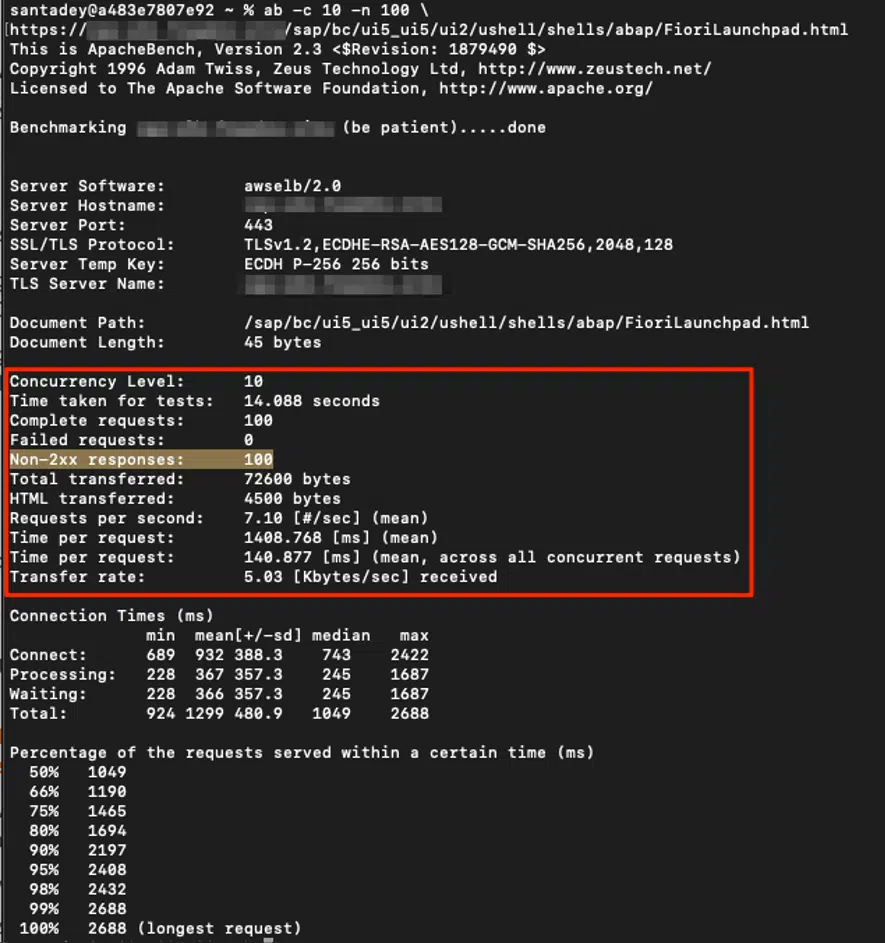 santadey@a483e7807e92 ~ % ab -c 10 -n 100 \
[https:// /sap/bc/ui5_ui5/ui2/ushell/shells/abap/FioriLaunchpad.html
This is ApacheBench, Version 2.3 <$Revision: 1879490 $>
Copyright 1996 Adam Twiss, Zeus Technology Ltd, http://www.zeustech.net/
Licensed to The Apache Software Foundation, http://www.apache.org/
Benchmarking (be patient).....done
Server Software: awselb/2.0
Server Hostname:
Server Port: 443
SSL/TLS Protocol: TLSv1.2,ECDHE-RSA-AES128-GCM-SHA256,2048,128
Server Temp Key: ECDH P-256 256 bits
TLS Server Name:
Document Path: /sap/bc/ui5_ui5/ui2/ushell/shells/abap/FioriLaunchpad.html
Document Length: 45 bytes
Concurrency Level: 10
Time taken for tests: 14.088 seconds
Complete requests: 100
Failed requests: 0
Non-2xx responses: 100
Total transferred: 72600 bytes
HTML transferred: 4500 bytes
Requests per second: 7.10 [#/sec] (mean)
Time per request: 1408.768 [ms] (mean)
Time per request: 140.877 [ms] (mean, across all concurrent requests)
Transfer rate: 5.03 [Kbytes/sec] received
Connection Times (ms)
min mean[+/-sd] median max
Connect: 689 932 388.3 743 2422
Processing: 228 367 357.3 245 1687
Waiting: 228 366 357.3 245 1687
Total: 924 1299 480.9 1049 2688
Percentage of the requests served within a certain time (ms)
50% 1049
66% 1190
75% 1465
80% 1694
90% 2197
95% 2408
98% 2432
99% 2688
100% 2688 (longest request)